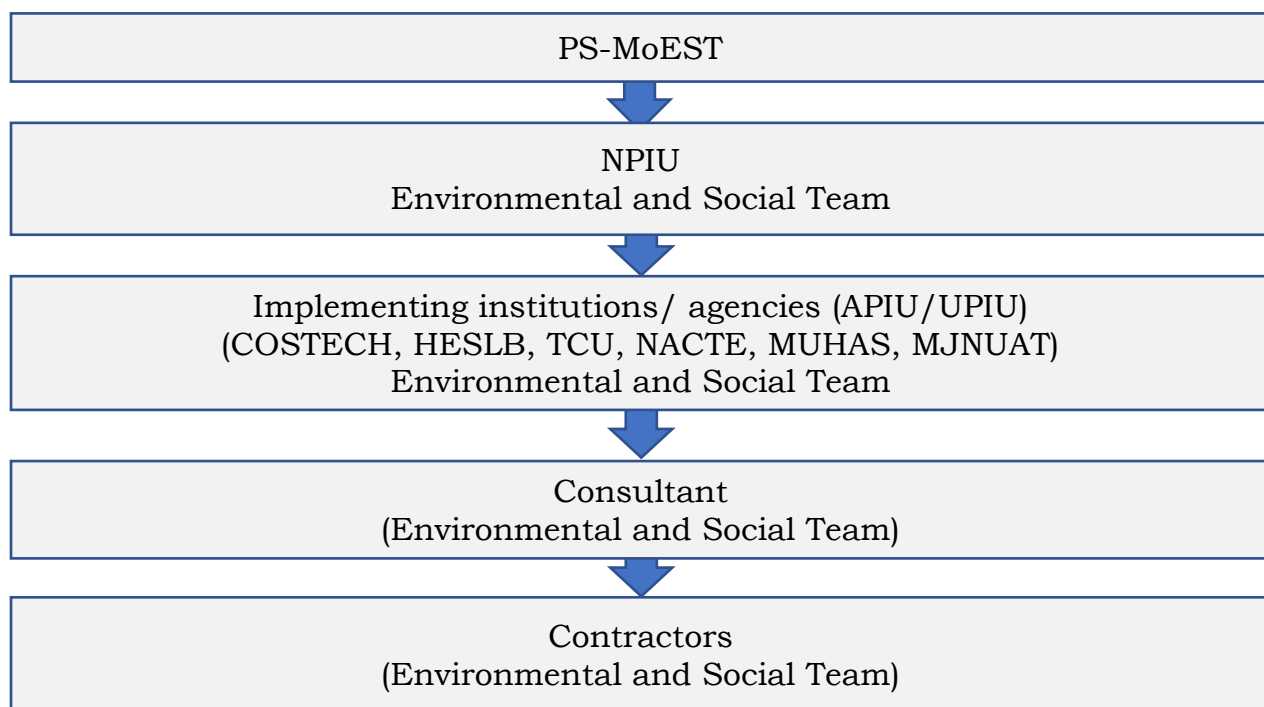 PS-MoEST
NPIU
Environmental and Social Team
Implementing institutions/ agencies (APIU/UPIU)
(COSTECH, HESLB, TCU, NACTE, MUHAS, MJNUAT)
Environmental and Social Team
Consultant
(Environmental and Social Team)
Contractors
(Environmental and Social Team)